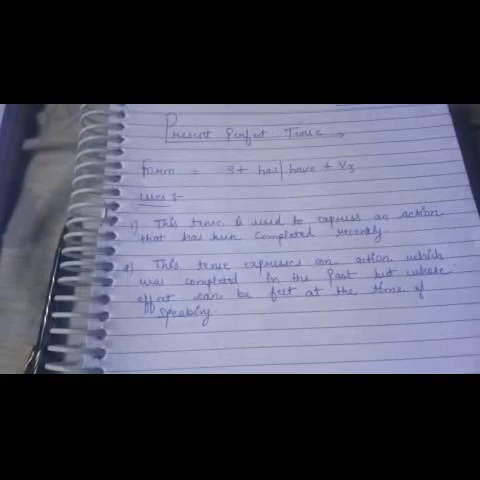 Present Perfect Tense →
Form = S+ has/have + V3
Uses :-
1) This tense is used to express an action
that has been completed recently.
2) This tense expresses an action which
was completed in the past but whose
effect can be feet at the time of
speaking.